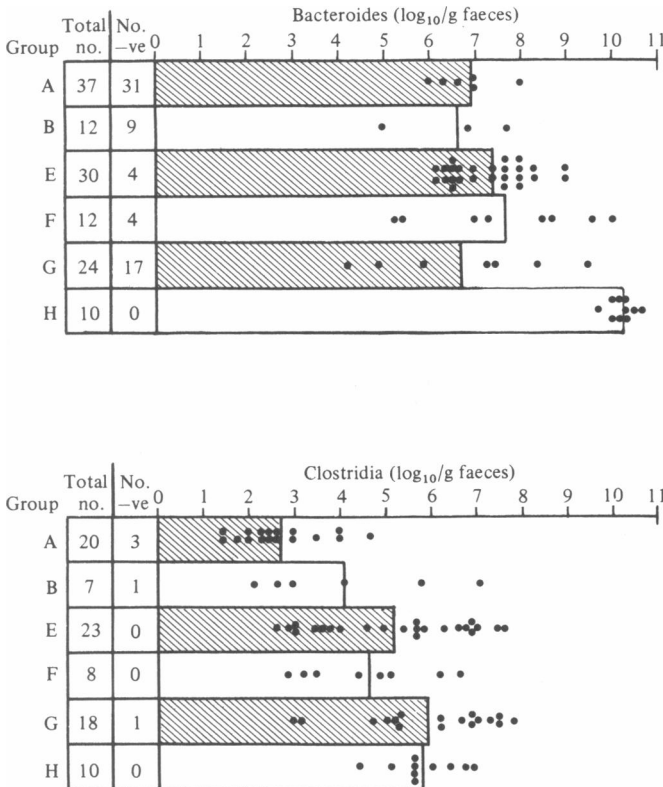 Bacteroides (log₁₀/g faeces)
Total No.
Group no. −ve 0 1 2 3 4 5 6 7 8 9 10 11
A 37 31
B 12 9
E 30 4
F 12 4
G 24 17
H 10 0
Clostridia (log₁₀/g faeces)
Total No.
Group no. −ve 0 1 2 3 4 5 6 7 8 9 10 11
A 20 3
B 7 1
E 23 0
F 8 0
G 18 1
H 10 0